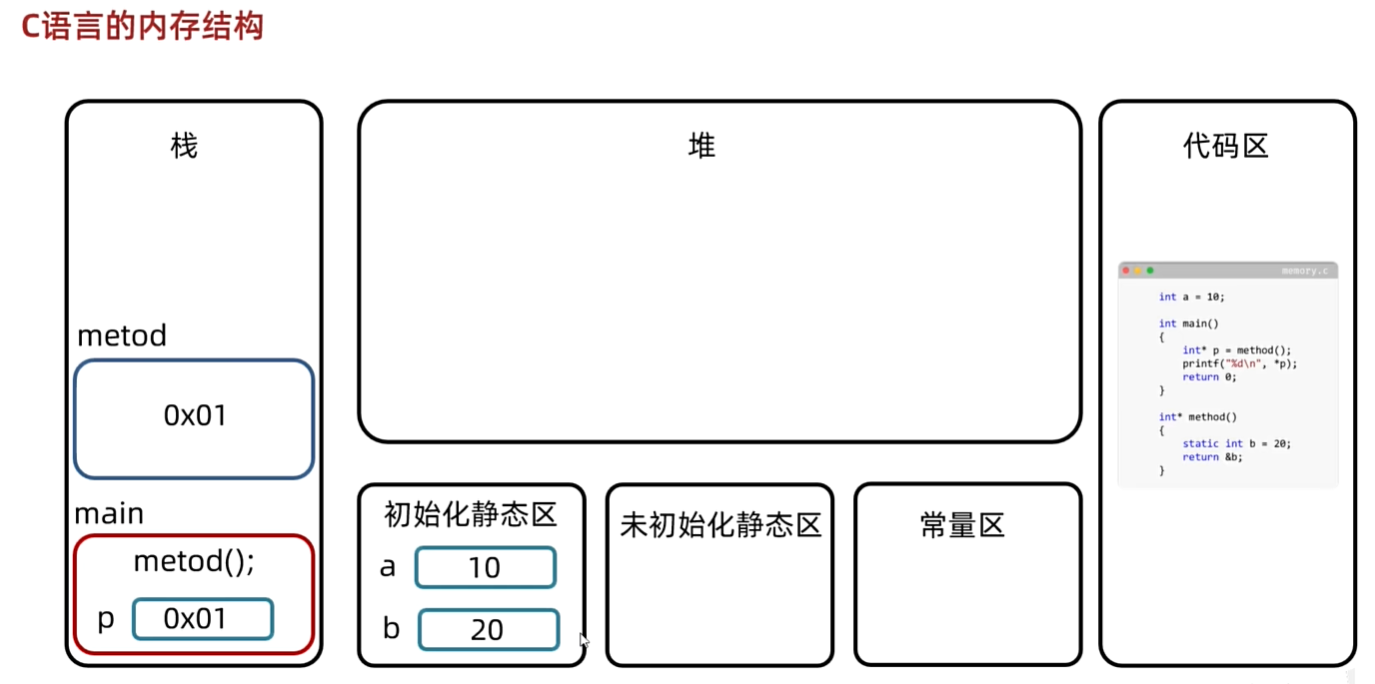 C语言的内存结构
栈
metod
0x01
main
metod();
p 0x01
堆
初始化静态区
a 10
b 20
未初始化静态区
常量区
代码区
memory.c
int a = 10;
int main()
{
int* p = method();
printf("%d\n", *p);
return 0;
}
int* method()
{
static int b = 20;
return &b;
}